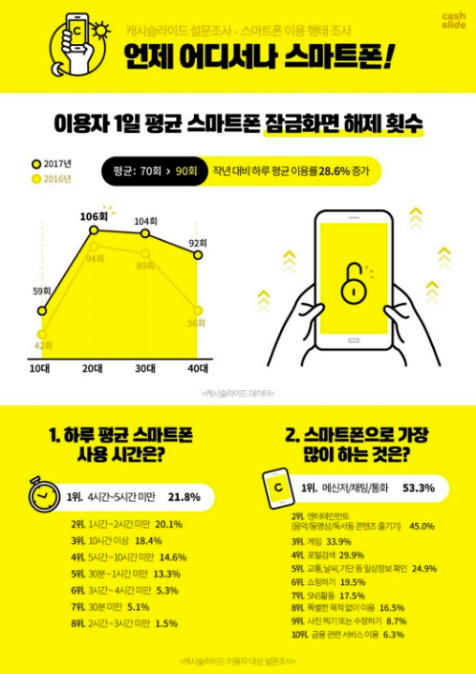 cash
slide
캐시슬라이드 설문조사 - 스마트폰 이용 행태 조사
언제 어디서나 스마트폰!
이용자 1일 평균 스마트폰 잠금화면 해제 횟수
2017년
2016년
평균: 70회 > 90회 작년 대비 하루 평균 이용률 28.6% 증가
106회
104회
92회
94회
89회
59회
56회
42회
10대 20대 30대 40대
<캐시슬라이드 데이터>
1. 하루 평균 스마트폰
사용 시간은?
1위. 4시간~5시간 미만 21.8%
2위. 1시간~2시간 미만 20.1%
3위. 10시간 이상 18.4%
4위. 5시간~10시간 미만 14.6%
5위. 30분~1시간 미만 13.3%
6위. 3시간~4시간 미만 5.3%
7위. 30분 미만 5.1%
8위. 2시간~3시간 미만 1.5%
2. 스마트폰으로 가장
많이 하는 것은?
1위. 메신저/채팅/통화 53.3%
2위. 엔터테인먼트
(음악/동영상/독서등 콘텐츠 즐기기) 45.0%
3위. 게임 33.9%
4위. 포털검색 29.9%
5위. 교통,날씨,기단 등 일상정보 확인 24.9%
6위. 쇼핑하기 19.5%
7위. SNS활동 17.5%
8위. 특별한 목적 없이 이용 16.5%
9위. 사진 찍기 또는 수정하기 8.7%
10위. 금융 관련 서비스 이용 6.3%
<캐시슬라이드 이용자 대상 설문조사>